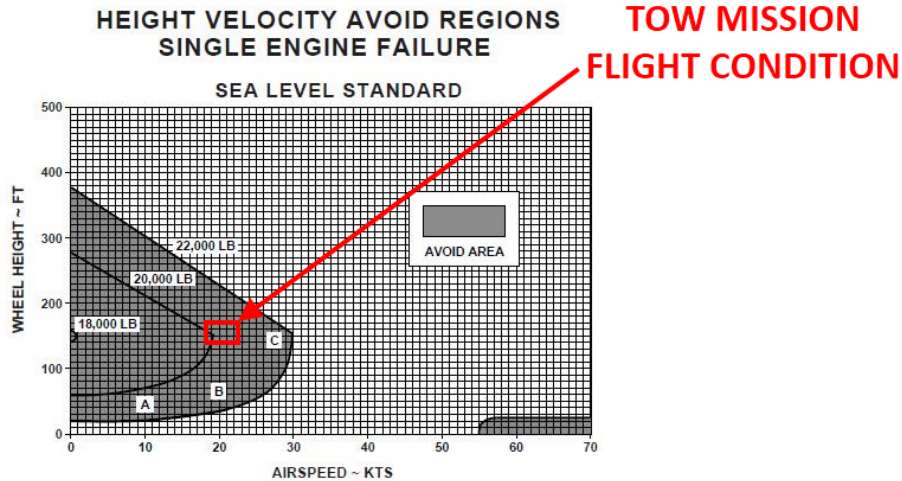 HEIGHT VELOCITY AVOID REGIONS
SINGLE ENGINE FAILURE
TOW MISSION
FLIGHT CONDITION
SEA LEVEL STANDARD
WHEEL HEIGHT ~ FT
500
400
300
200
100
0
22,000 LB
20,000 LB
18,000 LB
AVOID AREA
C
B
A
0 10 20 30 40 50 60 70
AIRSPEED ~ KTS